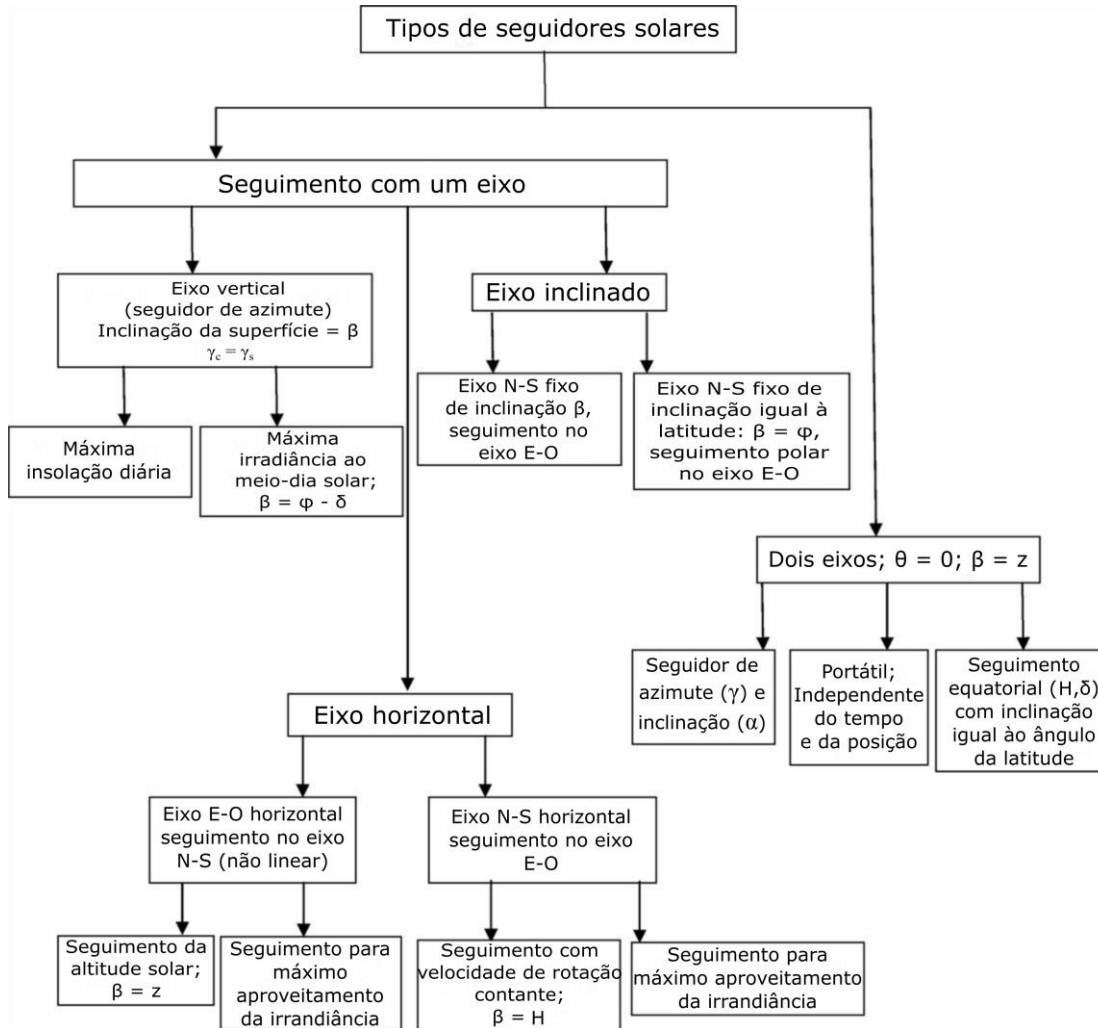 Tipos de seguidores solares
Seguimento com um eixo
Eixo vertical
(seguidor de azimute)
Inclinação da superfície = β
γc = γs
Máxima
insolação diária
Máxima
irradiância ao
meio-dia solar;
β = φ - δ
Eixo inclinado
Eixo N-S fixo
de inclinação β,
seguimento no
eixo E-O
Eixo N-S fixo de
inclinação igual à
latitude: β = φ,
seguimento polar
no eixo E-O
Dois eixos; θ = 0; β = z
Seguidor de
azimute (γ) e
inclinação (α)
Portátil;
Independente
do tempo
e da posição
Seguimento
equatorial (H,δ)
com inclinação
igual ào ângulo
da latitude
Eixo horizontal
Eixo E-O horizontal
seguimento no eixo
N-S (não linear)
Eixo N-S horizontal
seguimento no eixo
E-O
Seguimento da
altitude solar;
β = z
Seguimento para
máximo
aproveitamento
da irrandiância
Seguimento com
velocidade de rotação
contante;
β = H
Seguimento para
máximo aproveitamento
da irrandiância